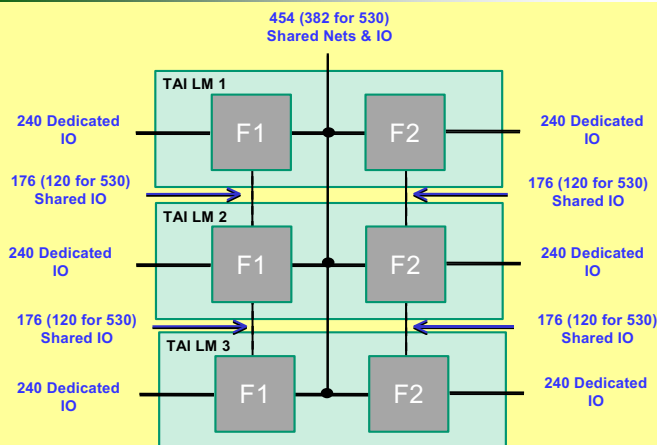 454 (382 for 530)
Shared Nets & IO
TAI LM 1
240 Dedicated
IO
F1
F2
240 Dedicated
IO
176 (120 for 530)
Shared IO
176 (120 for 530)
Shared IO
TAI LM 2
240 Dedicated
IO
F1
F2
240 Dedicated
IO
176 (120 for 530)
Shared IO
176 (120 for 530)
Shared IO
TAI LM 3
240 Dedicated
IO
F1
F2
240 Dedicated
IO